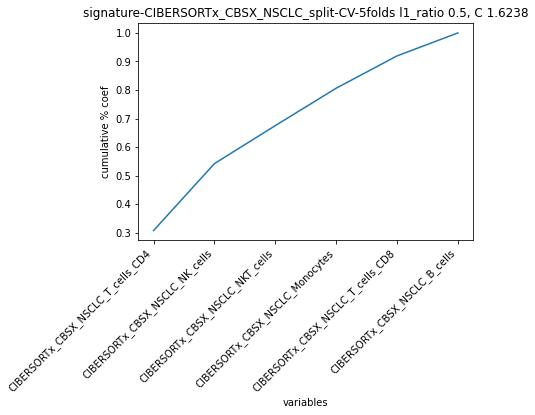 signature-CIBERSORTx_CBSX_NSCLC_split-CV-5folds l1_ratio 0.5, C 1.6238
1.0
0.9
0.8
0.7
0.6
0.5
0.4
0.3
cumulative % coef
CIBERSORTx_CBSX_NSCLC_T_cells_CD4
CIBERSORTx_CBSX_NSCLC_NK_cells
CIBERSORTx_CBSX_NSCLC_NKT_cells
CIBERSORTx_CBSX_NSCLC_Monocytes
CIBERSORTx_CBSX_NSCLC_T_cells_CD8
CIBERSORTx_CBSX_NSCLC_B_cells
variables